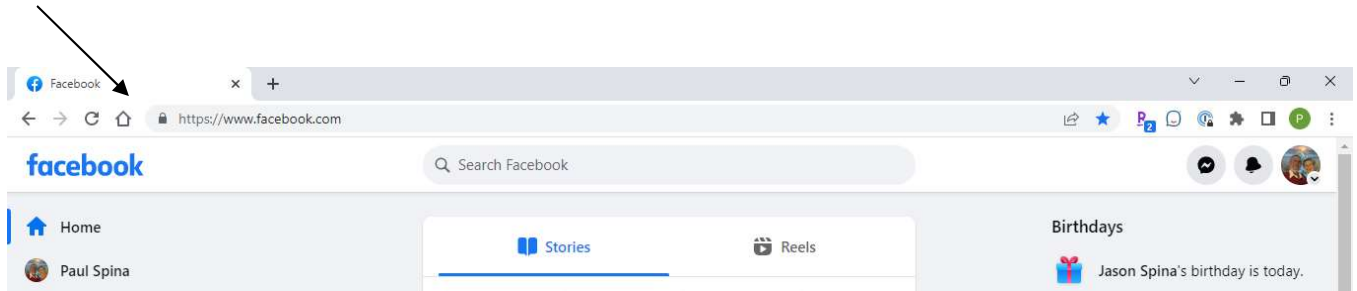 Facebook
https://www.facebook.com
2
P
facebook
Search Facebook
Home
Stories
Reels
Birthdays
Paul Spina
Jason Spina's birthday is today.